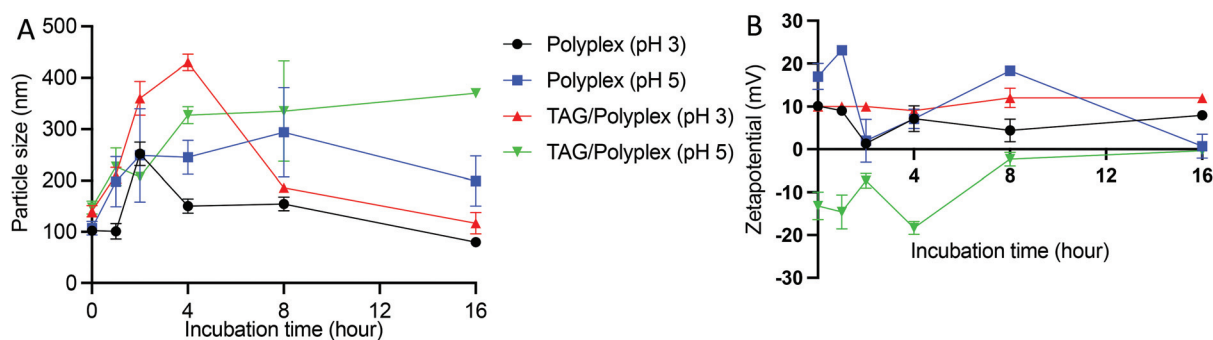 A
500
400
300
200
100
0
0
4
8
12
16
Particle size (nm)
Incubation time (hour)
Polyplex (pH 3)
Polyplex (pH 5)
TAG/Polyplex (pH 3)
TAG/Polyplex (pH 5)
B
30
20
10
0
-10
-20
-30
4
8
12
16
Zetapotential (mV)
Incubation time (hour)